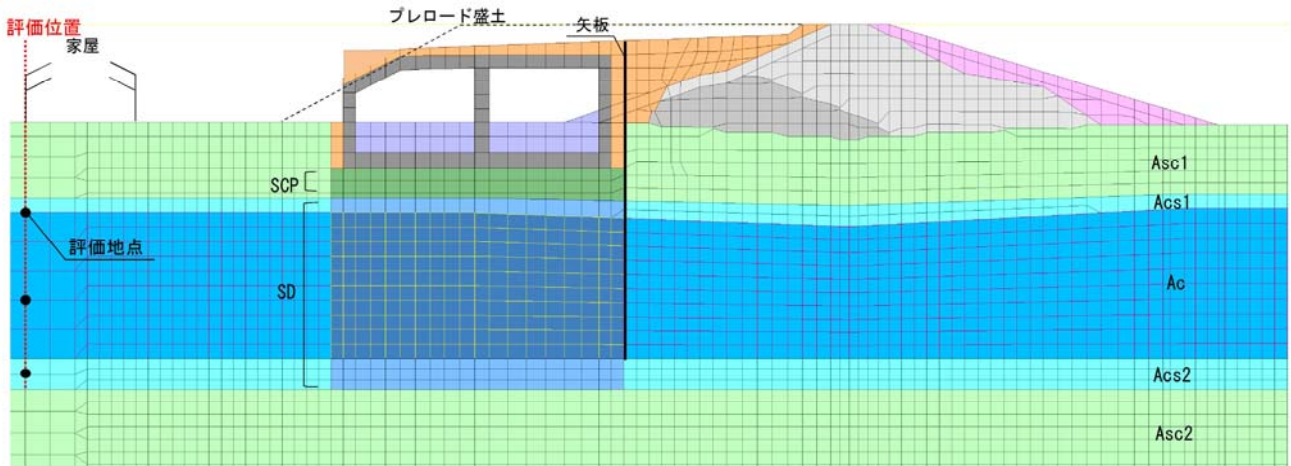 評価位置
家屋
プレロード盛土
矢板
SCP
評価地点
SD
Asc1
Acs1
Ac
Acs2
Asc2